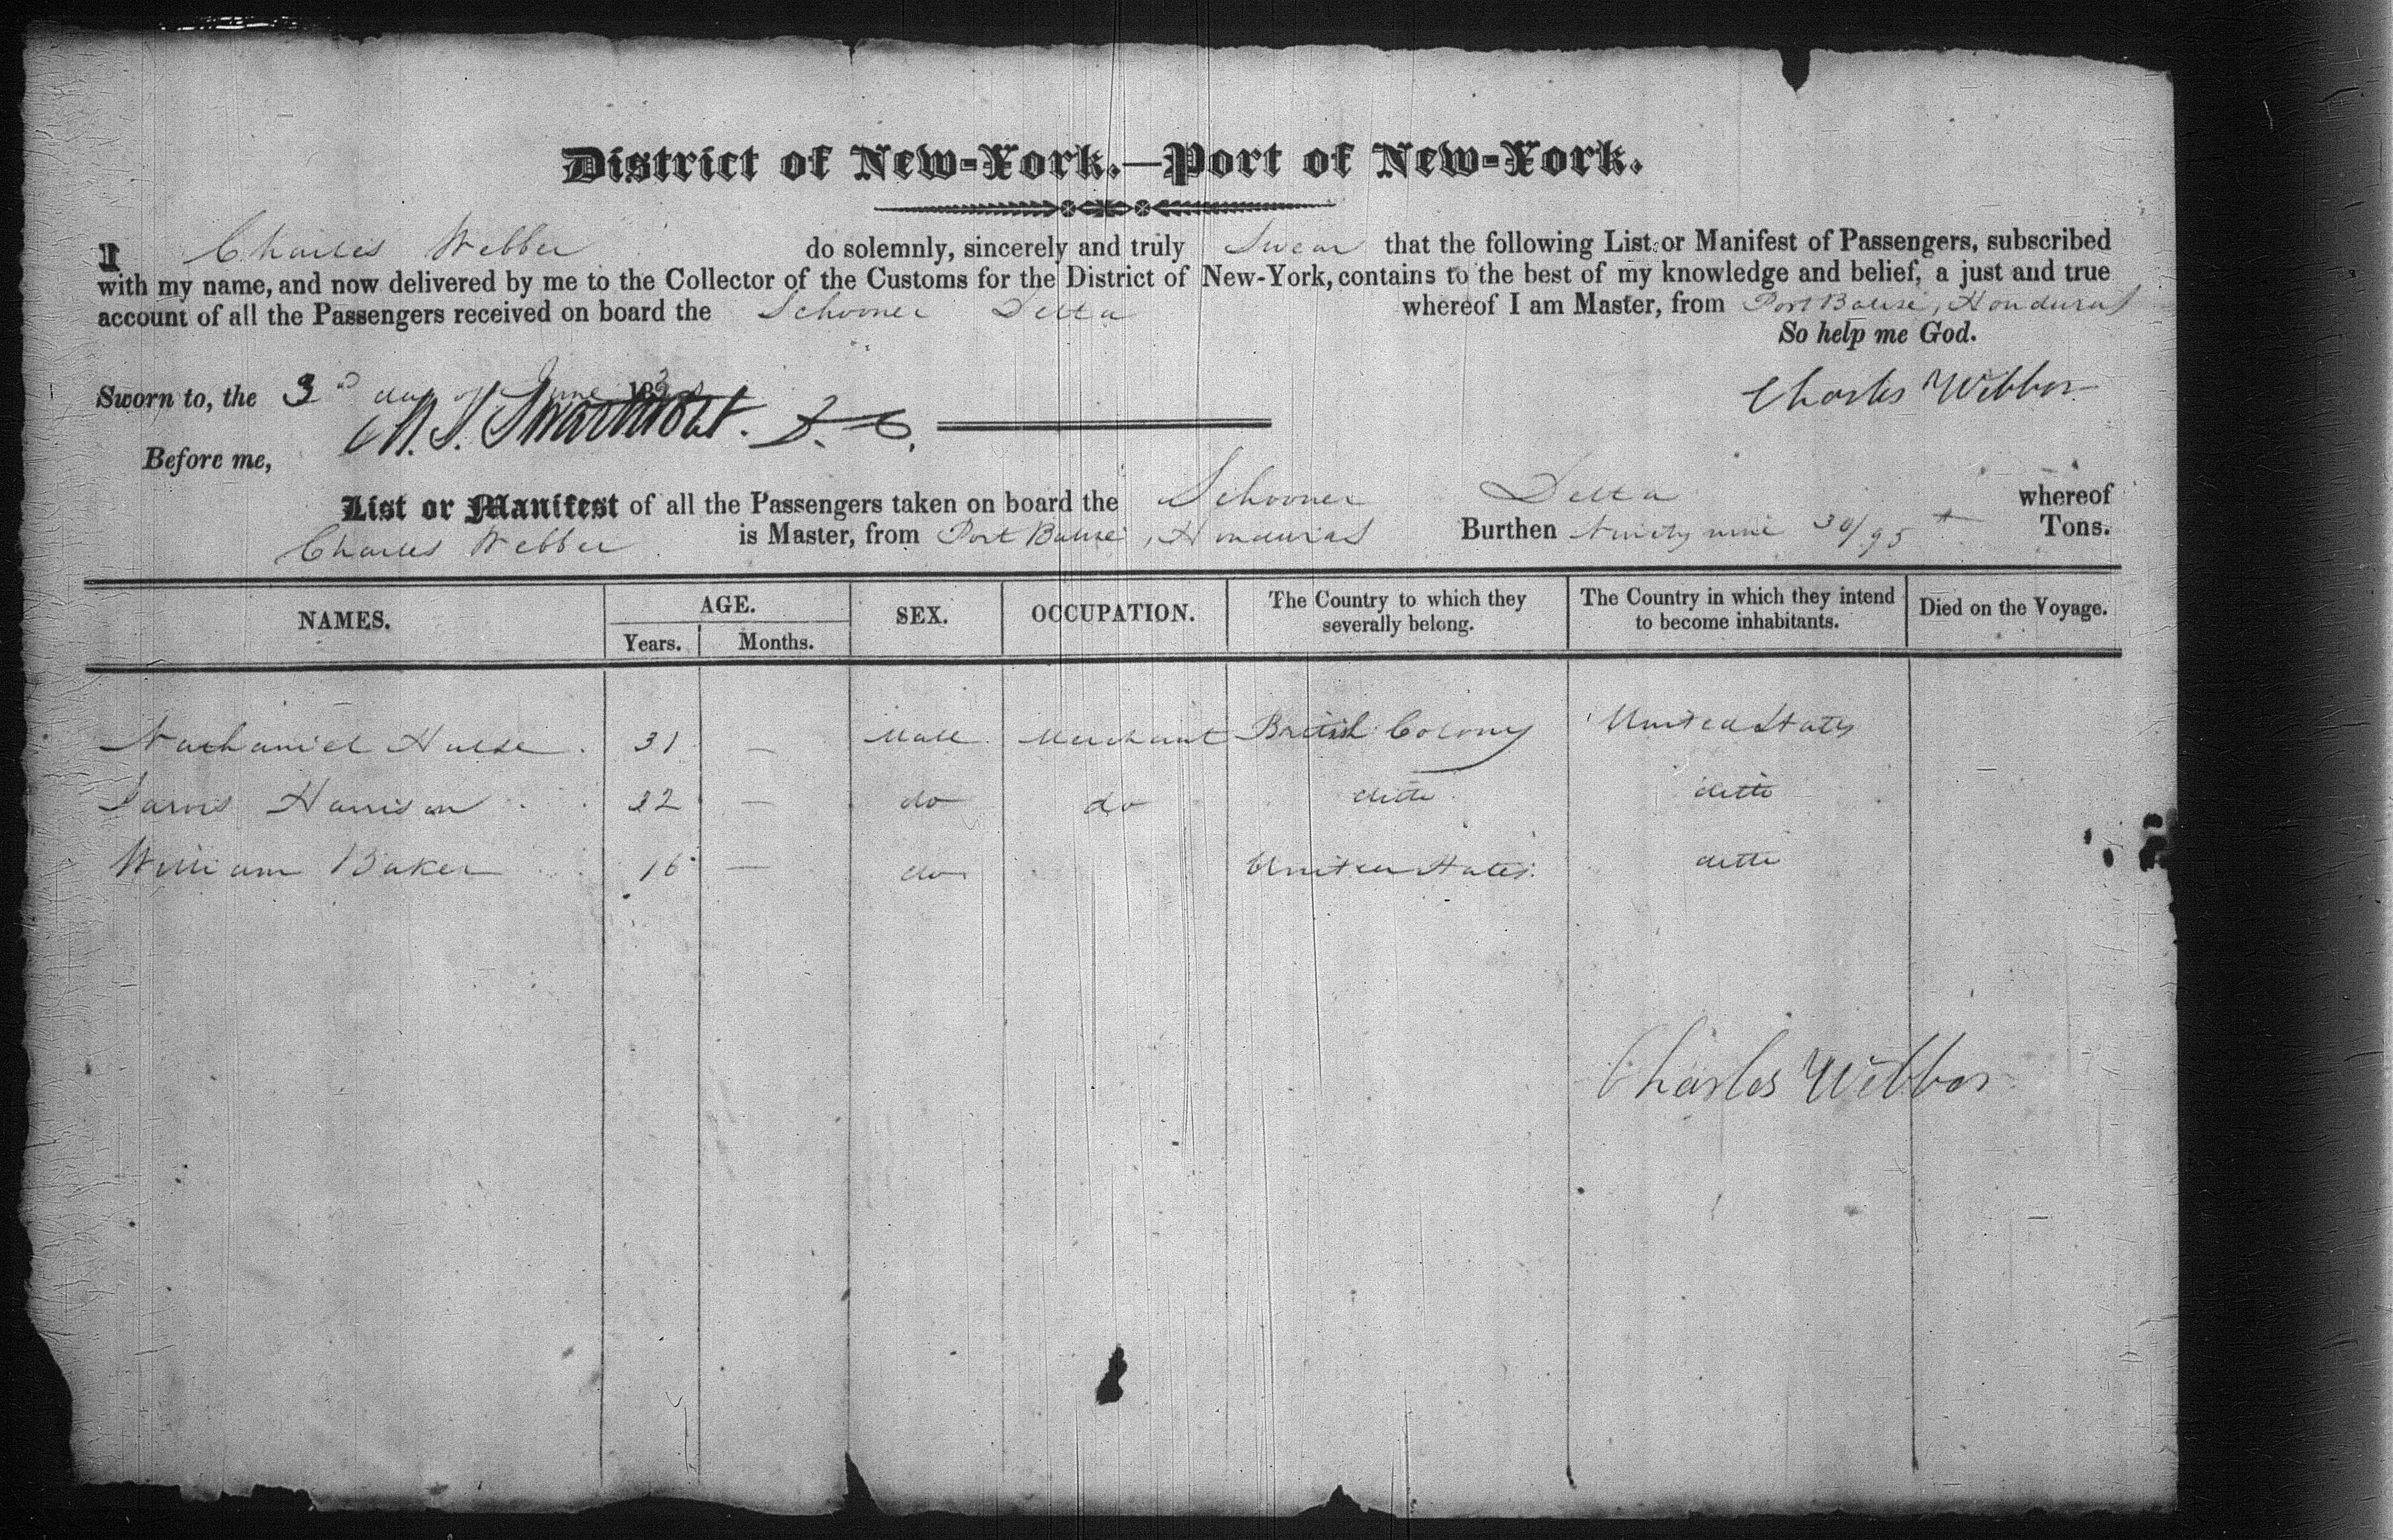 District of New-York.—Port of New-York.
I Charles Webber do solemnly, sincerely and truly Swear that the following List or Manifest of Passengers, subscribed
with my name, and now delivered by me to the Collector of the Customs for the District of New-York, contains to the best of my knowledge and belief, a just and true
account of all the Passengers received on board the Schooner Delta whereof I am Master, from Port Balise, Honduras
So help me God.
Sworn to, the 3d day of June 183 Charles Webber
Before me, Swartwout. D. C.
List or Manifest of all the Passengers taken on board the Schooner Delta whereof
Charles Webber is Master, from Port Balise, Honduras Burthen Ninety nine 30/95 Tons.
NAMES. AGE. SEX. OCCUPATION. The Country to which they severally belong. The Country in which they intend to become inhabitants. Died on the Voyage.
Years. Months.
Nathaniel Hulse 31 — Male Merchant British Colony United States
Jarvis Harrison 22 — do do ditto ditto
William Baker 16 — do United States ditto
Charles Webber